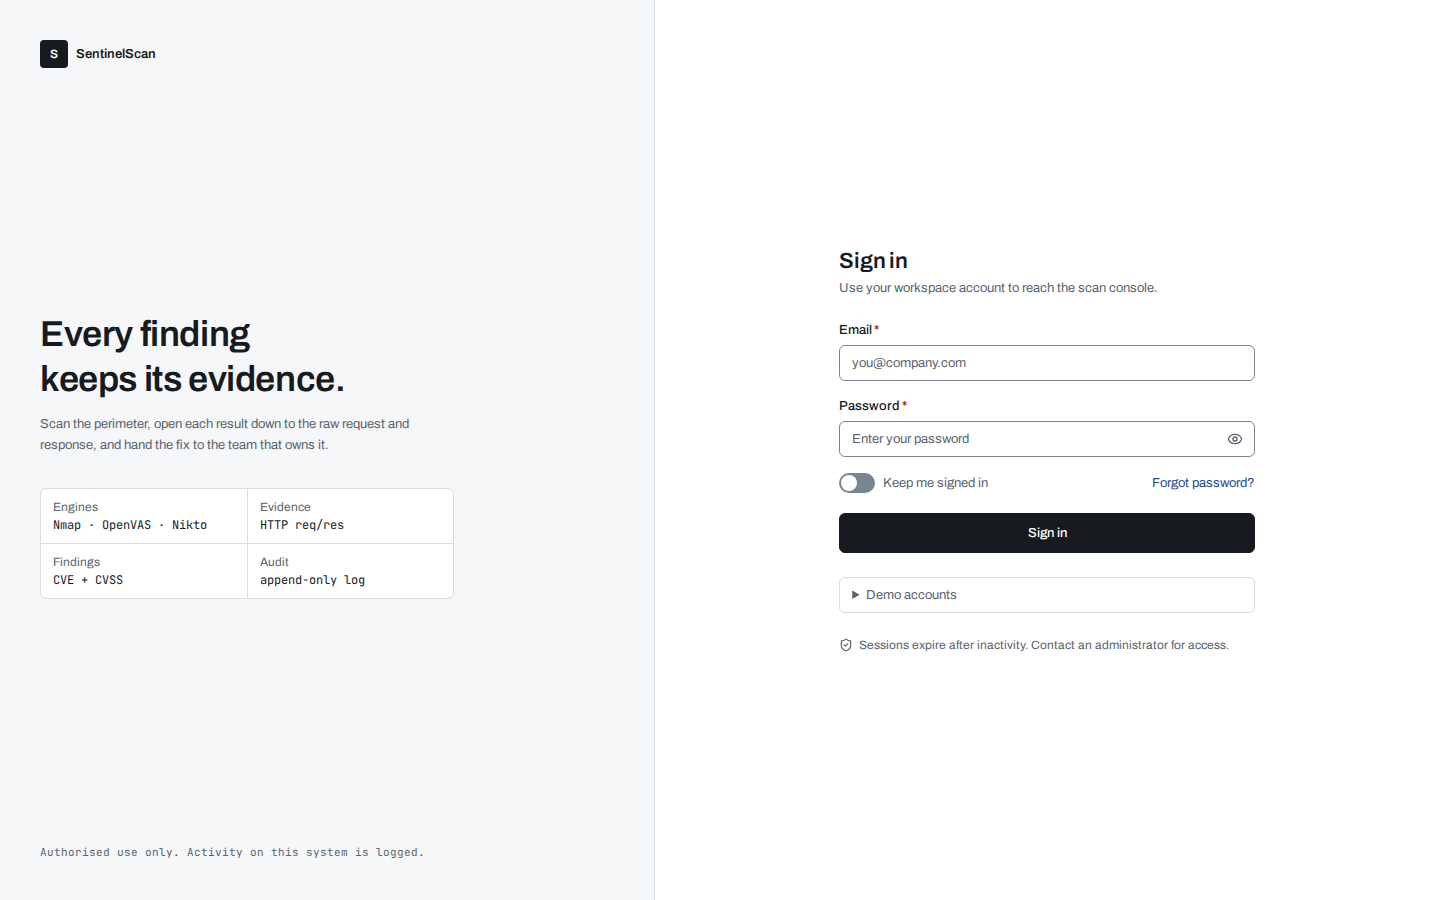 S SentinelScan
Every finding
keeps its evidence.
Scan the perimeter, open each result down to the raw request and
response, and hand the fix to the team that owns it.
Engines
Nmap · OpenVAS · Nikto
Evidence
HTTP req/res
Findings
CVE + CVSS
Audit
append-only log
Authorised use only. Activity on this system is logged.
Sign in
Use your workspace account to reach the scan console.
Email *
you@company.com
Password *
Enter your password
Keep me signed in
Forgot password?
Sign in
Demo accounts
Sessions expire after inactivity. Contact an administrator for access.